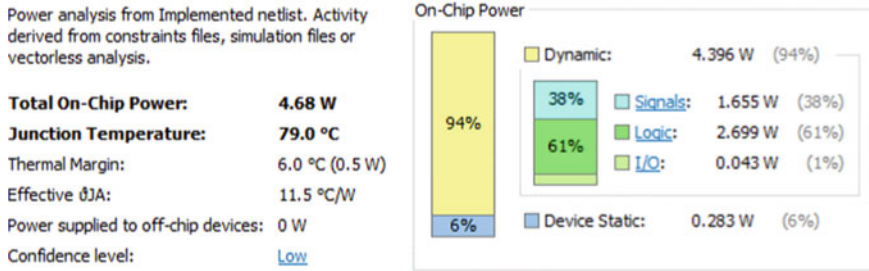 Power analysis from Implemented netlist. Activity
derived from constraints files, simulation files or
vectorless analysis.
Total On-Chip Power: 4.68 W
Junction Temperature: 79.0 °C
Thermal Margin: 6.0 °C (0.5 W)
Effective ϑJA: 11.5 °C/W
Power supplied to off-chip devices: 0 W
Confidence level: Low
On-Chip Power
Dynamic: 4.396 W (94%)
94%
38%
Signals: 1.655 W (38%)
61%
Logic: 2.699 W (61%)
I/O: 0.043 W (1%)
6%
Device Static: 0.283 W (6%)